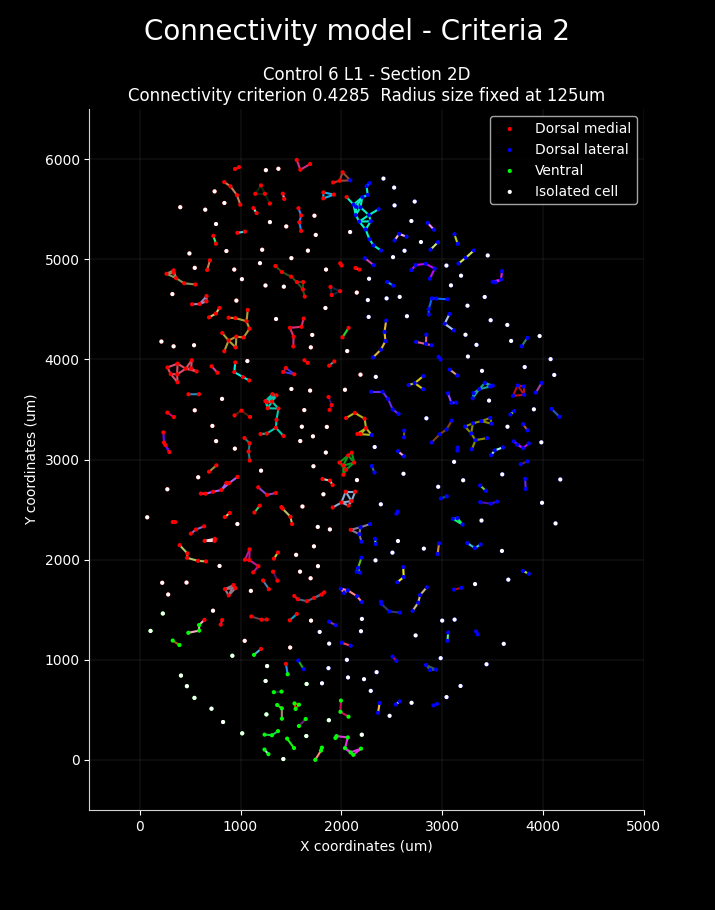 Connectivity model - Criteria 2
Control 6 L1 - Section 2D
Connectivity criterion 0.4285  Radius size fixed at 125um
Dorsal medial
Dorsal lateral
Ventral
Isolated cell
6000
5000
4000
3000
2000
1000
0
Y coordinates (um)
0 1000 2000 3000 4000 5000
X coordinates (um)